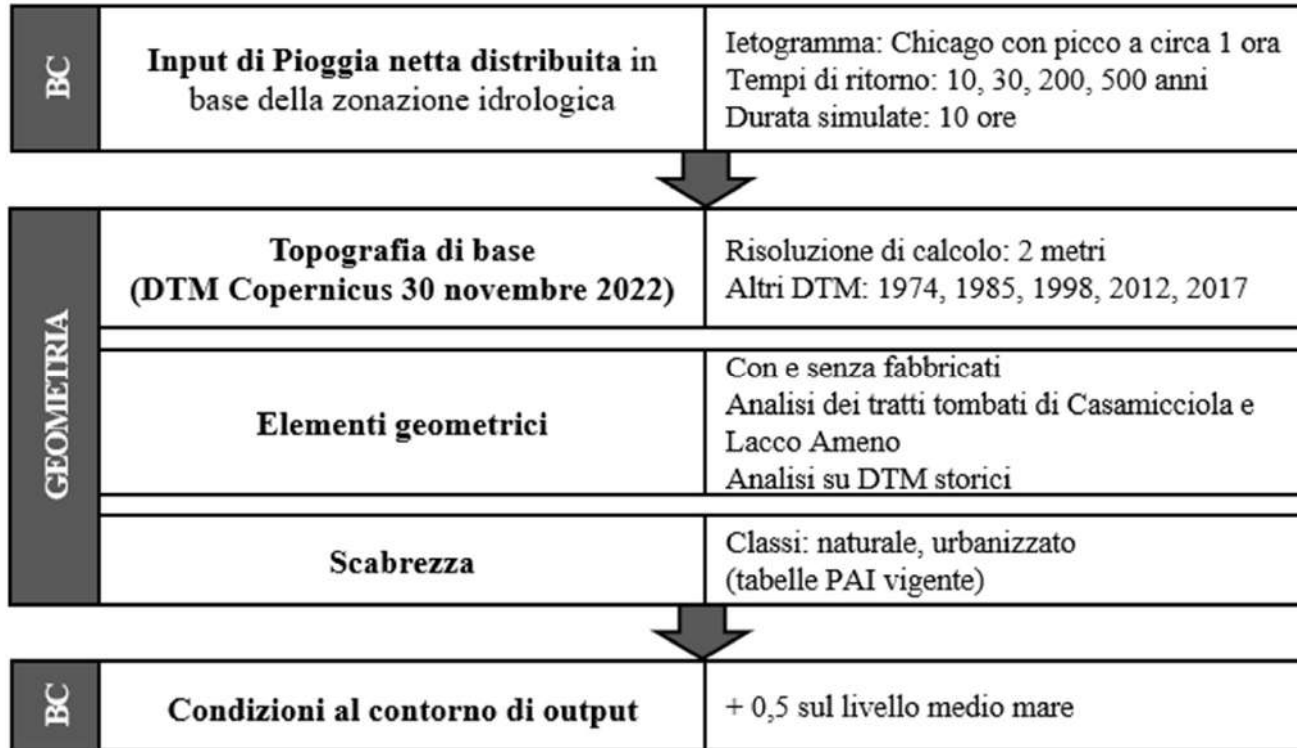 BC
Input di Pioggia netta distribuita in
base della zonazione idrologica
Ietogramma: Chicago con picco a circa 1 ora
Tempi di ritorno: 10, 30, 200, 500 anni
Durata simulate: 10 ore
GEOMETRIA
Topografia di base
(DTM Copernicus 30 novembre 2022)
Risoluzione di calcolo: 2 metri
Altri DTM: 1974, 1985, 1998, 2012, 2017
Elementi geometrici
Con e senza fabbricati
Analisi dei tratti tombati di Casamicciola e
Lacco Ameno
Analisi su DTM storici
Scabrezza
Classi: naturale, urbanizzato
(tabelle PAI vigente)
BC
Condizioni al contorno di output
+ 0,5 sul livello medio mare